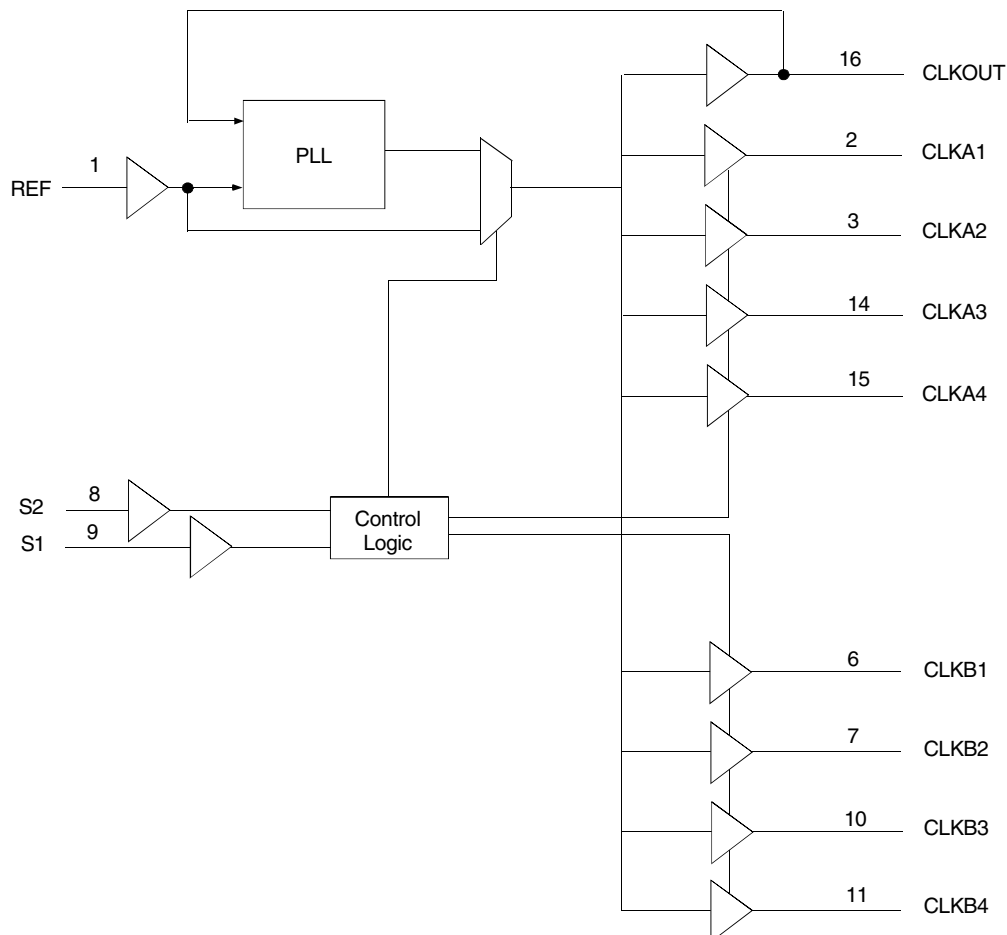 16 CLKOUT
PLL
2 CLKA1
1
REF
3 CLKA2
14 CLKA3
15 CLKA4
S2 8
S1 9
Control
Logic
6 CLKB1
7 CLKB2
10 CLKB3
11 CLKB4